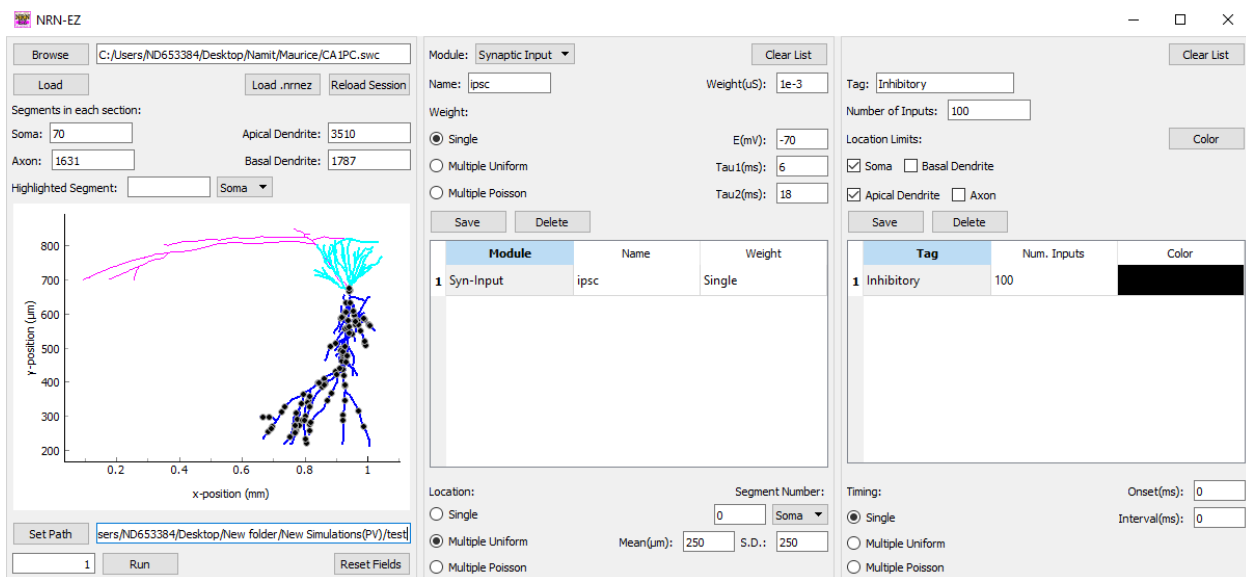 NRN-EZ
Browse C:/Users/ND653384/Desktop/Namit/Maurice/CA1PC.swc
Load Load .nrnez Reload Session
Segments in each section:
Soma: 70 Apical Dendrite: 3510
Axon: 1631 Basal Dendrite: 1787
Highlighted Segment: Soma
800
700
600
500
400
300
200
y-position (µm)
0.2 0.4 0.6 0.8 1
x-position (mm)
Set Path sers/ND653384/Desktop/New folder/New Simulations(PV)/test
1 Run Reset Fields
Module: Synaptic Input Clear List
Name: ipsc Weight(uS): 1e-3
Weight:
Single E(mV): -70
Multiple Uniform Tau1(ms): 6
Multiple Poisson Tau2(ms): 18
Save Delete
Module Name Weight
1 Syn-Input ipsc Single
Location: Segment Number:
Single 0 Soma
Multiple Uniform Mean(µm): 250 S.D.: 250
Multiple Poisson
Clear List
Tag: Inhibitory
Number of Inputs: 100
Location Limits: Color
Soma Basal Dendrite
Apical Dendrite Axon
Save Delete
Tag Num. Inputs Color
1 Inhibitory 100
Timing: Onset(ms): 0
Single Interval(ms): 0
Multiple Uniform
Multiple Poisson